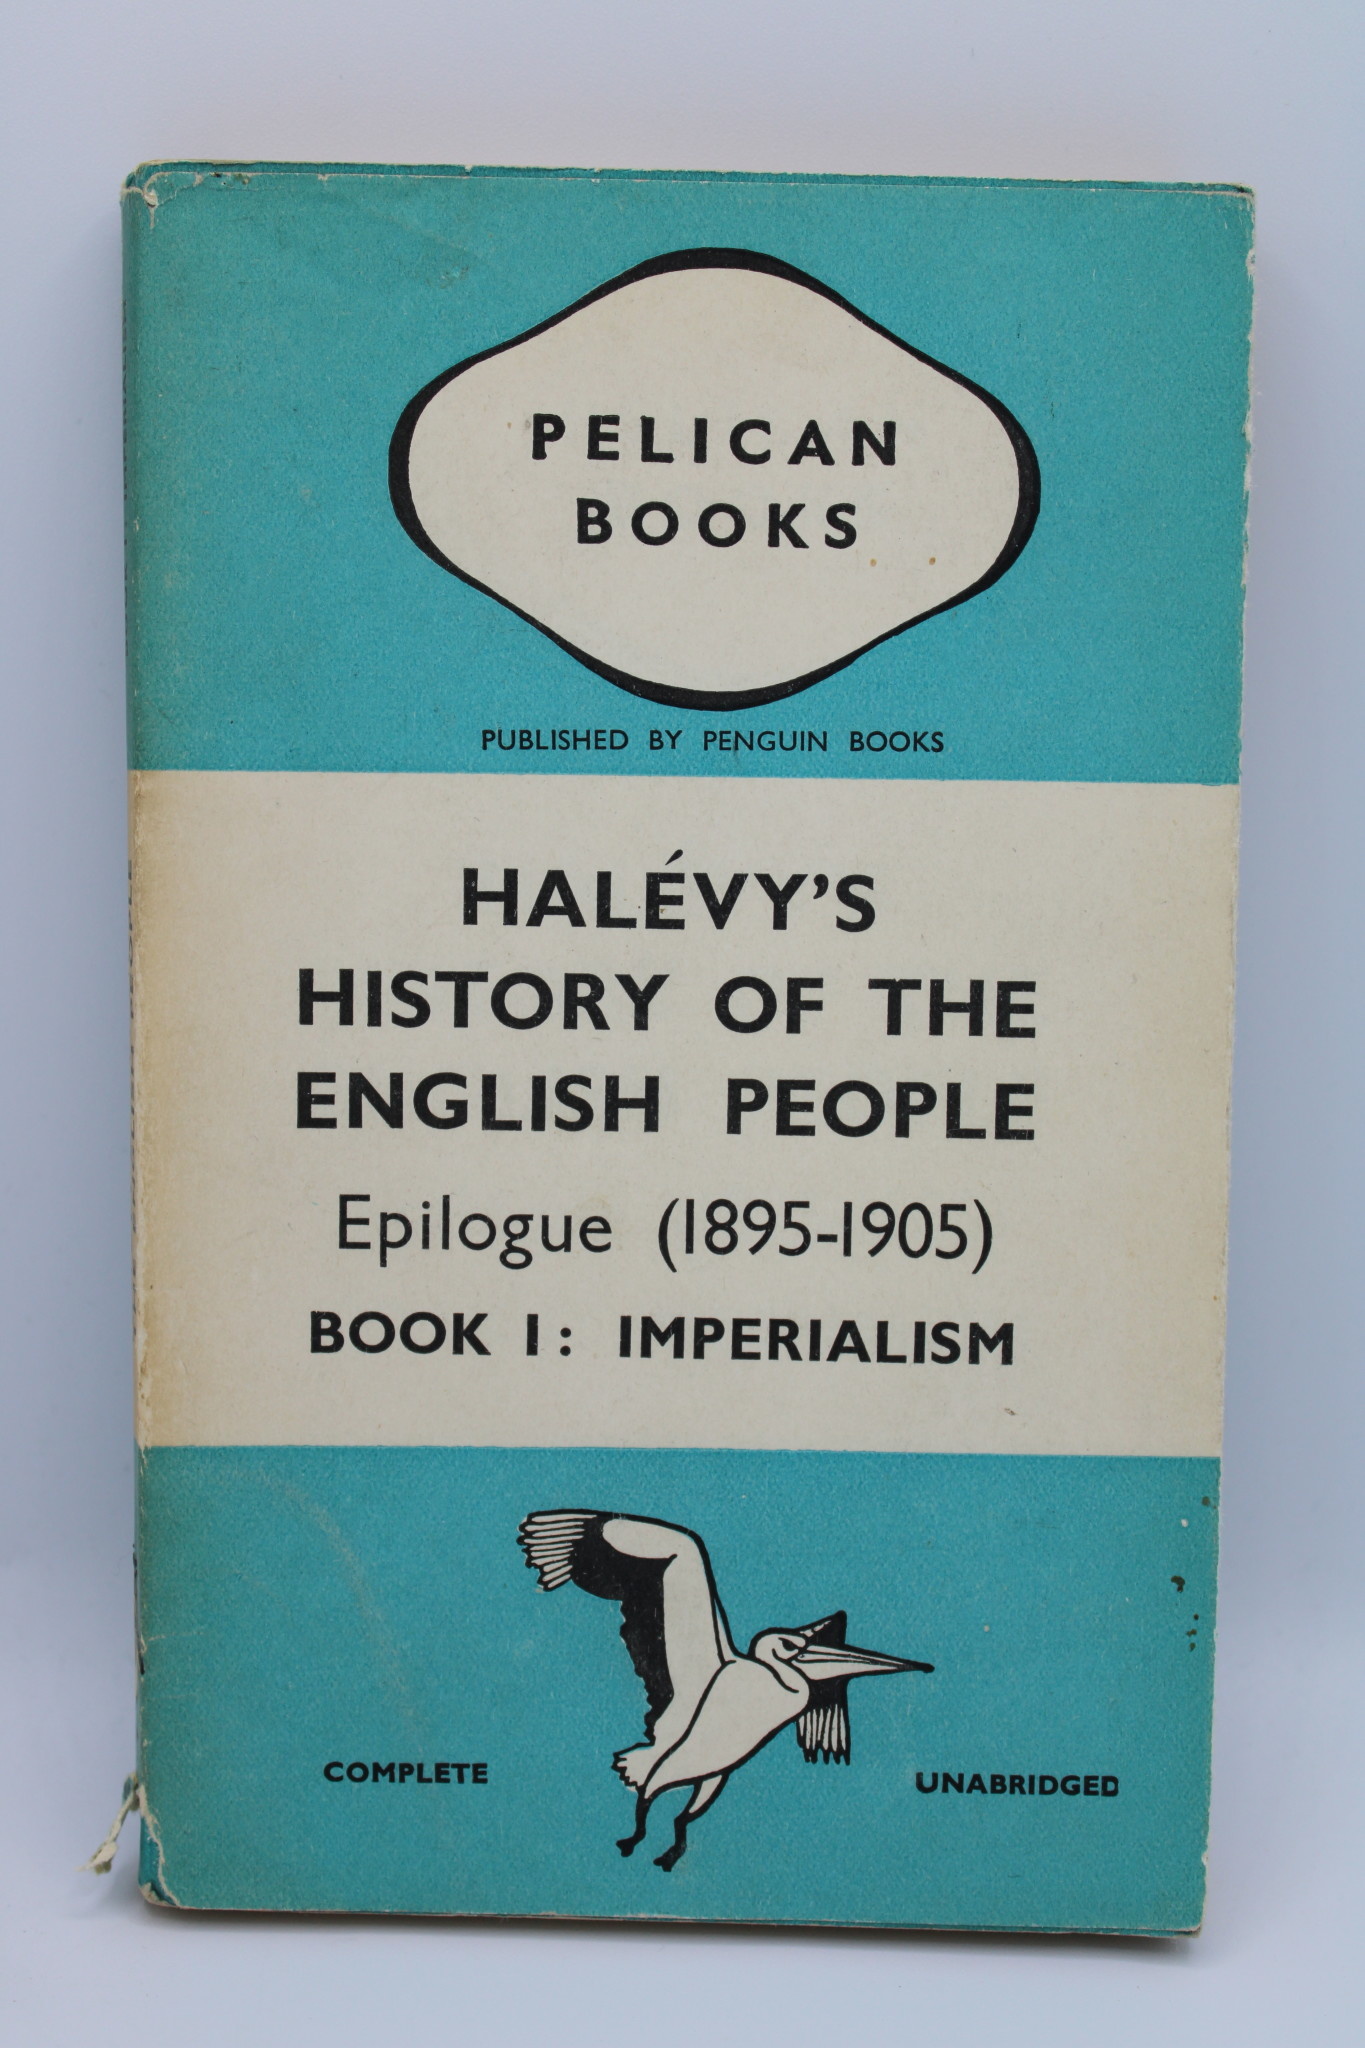 PELICAN
BOOKS
PUBLISHED BY PENGUIN BOOKS
HALÉVY'S
HISTORY OF THE
ENGLISH PEOPLE
Epilogue (1895-1905)
BOOK I: IMPERIALISM
COMPLETE
UNABRIDGED